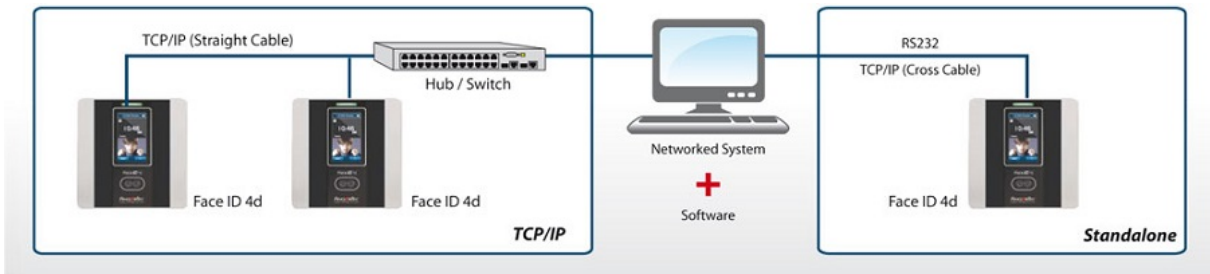 TCP/IP (Straight Cable)
Hub / Switch
Face ID 4d
Face ID 4d
TCP/IP
Networked System
+
Software
RS232
TCP/IP (Cross Cable)
Face ID 4d
Standalone